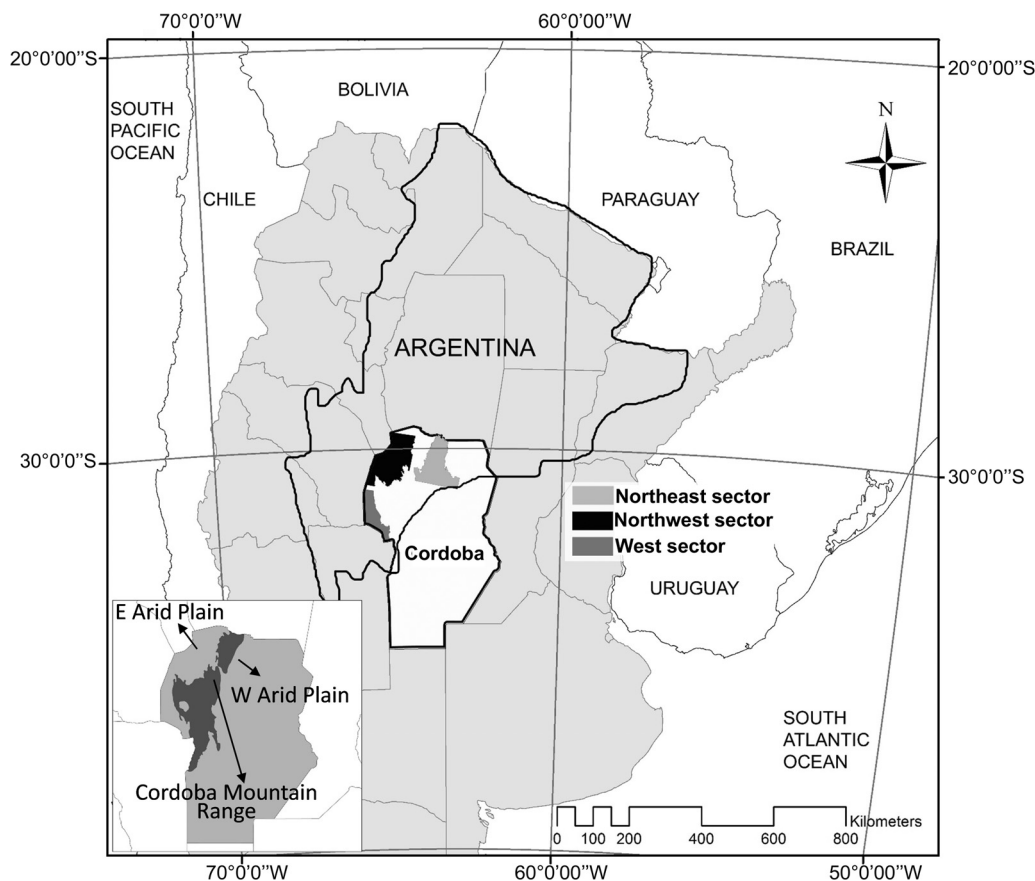 70°0'0''W
60°0'0''W
20°0'00''S
20°0'00''S
BOLIVIA
SOUTH
PACIFIC
OCEAN
N
CHILE
PARAGUAY
BRAZIL
ARGENTINA
30°0'0''S
30°0'0''S
Northeast sector
Northwest sector
West sector
Cordoba
URUGUAY
E Arid Plain
W Arid Plain
Cordoba Mountain
Range
SOUTH
ATLANTIC
OCEAN
Kilometers
0 100 200 400 600 800
70°0'0''W
60°0'0''W
50°0'0''W